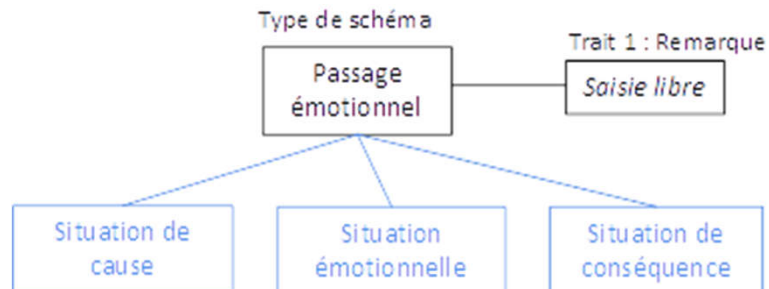 Type de schéma
Trait 1 : Remarque
Passage
émotionnel
Saisie libre
Situation de
cause
Situation
émotionnelle
Situation de
conséquence